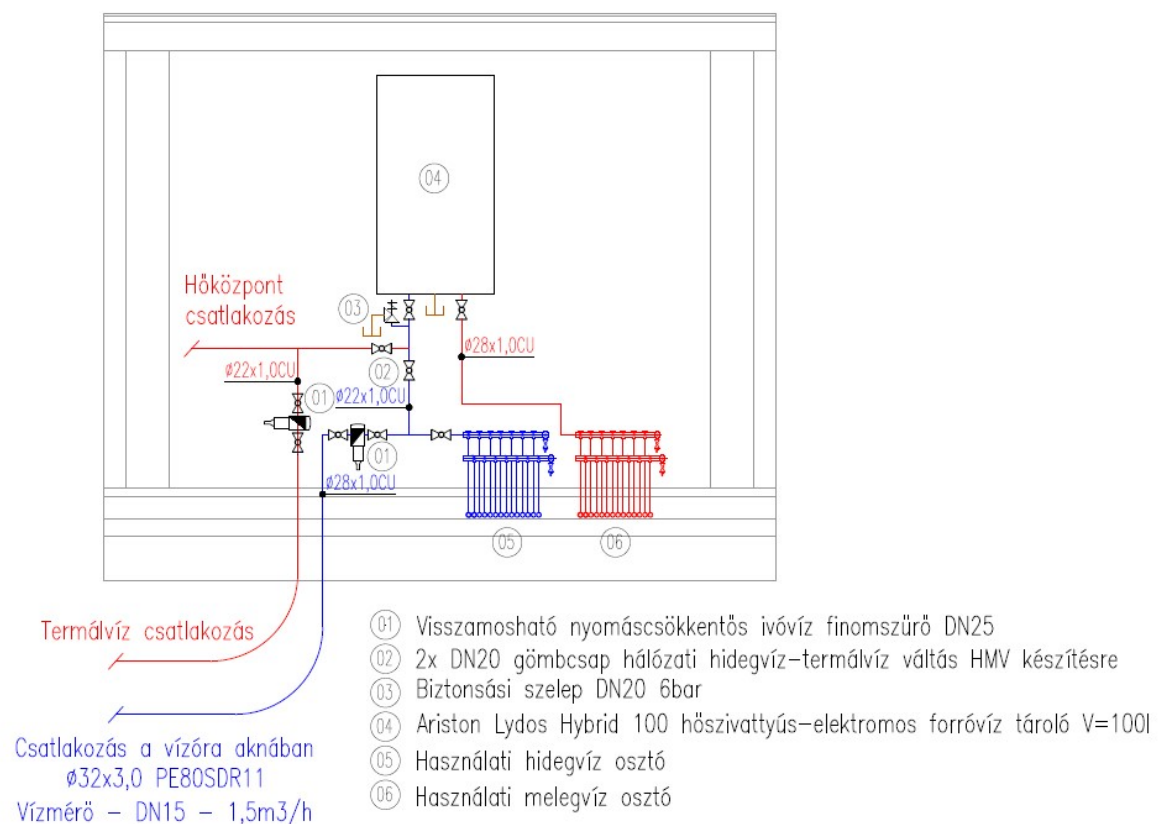 04
Hőközpont
csatlakozás
03
ø28x1,0CU
02
ø22x1,0CU
01
ø22x1,0CU
01
ø28x1,0CU
05
06
Termálvíz csatlakozás
Csatlakozás a vízóra aknában
ø32x3,0 PE80SDR11
Vízmérő – DN15 – 1,5m3/h
01 Visszamosható nyomáscsökkentős ivóvíz finomszűrő DN25
02 2x DN20 gömbcsap hálózati hidegvíz–termálvíz váltás HMV készítésre
03 Biztonsási szelep DN20 6bar
04 Ariston Lydos Hybrid 100 hőszivattyús–elektromos forróvíz tároló V=100l
05 Használati hidegvíz osztó
06 Használati melegvíz osztó